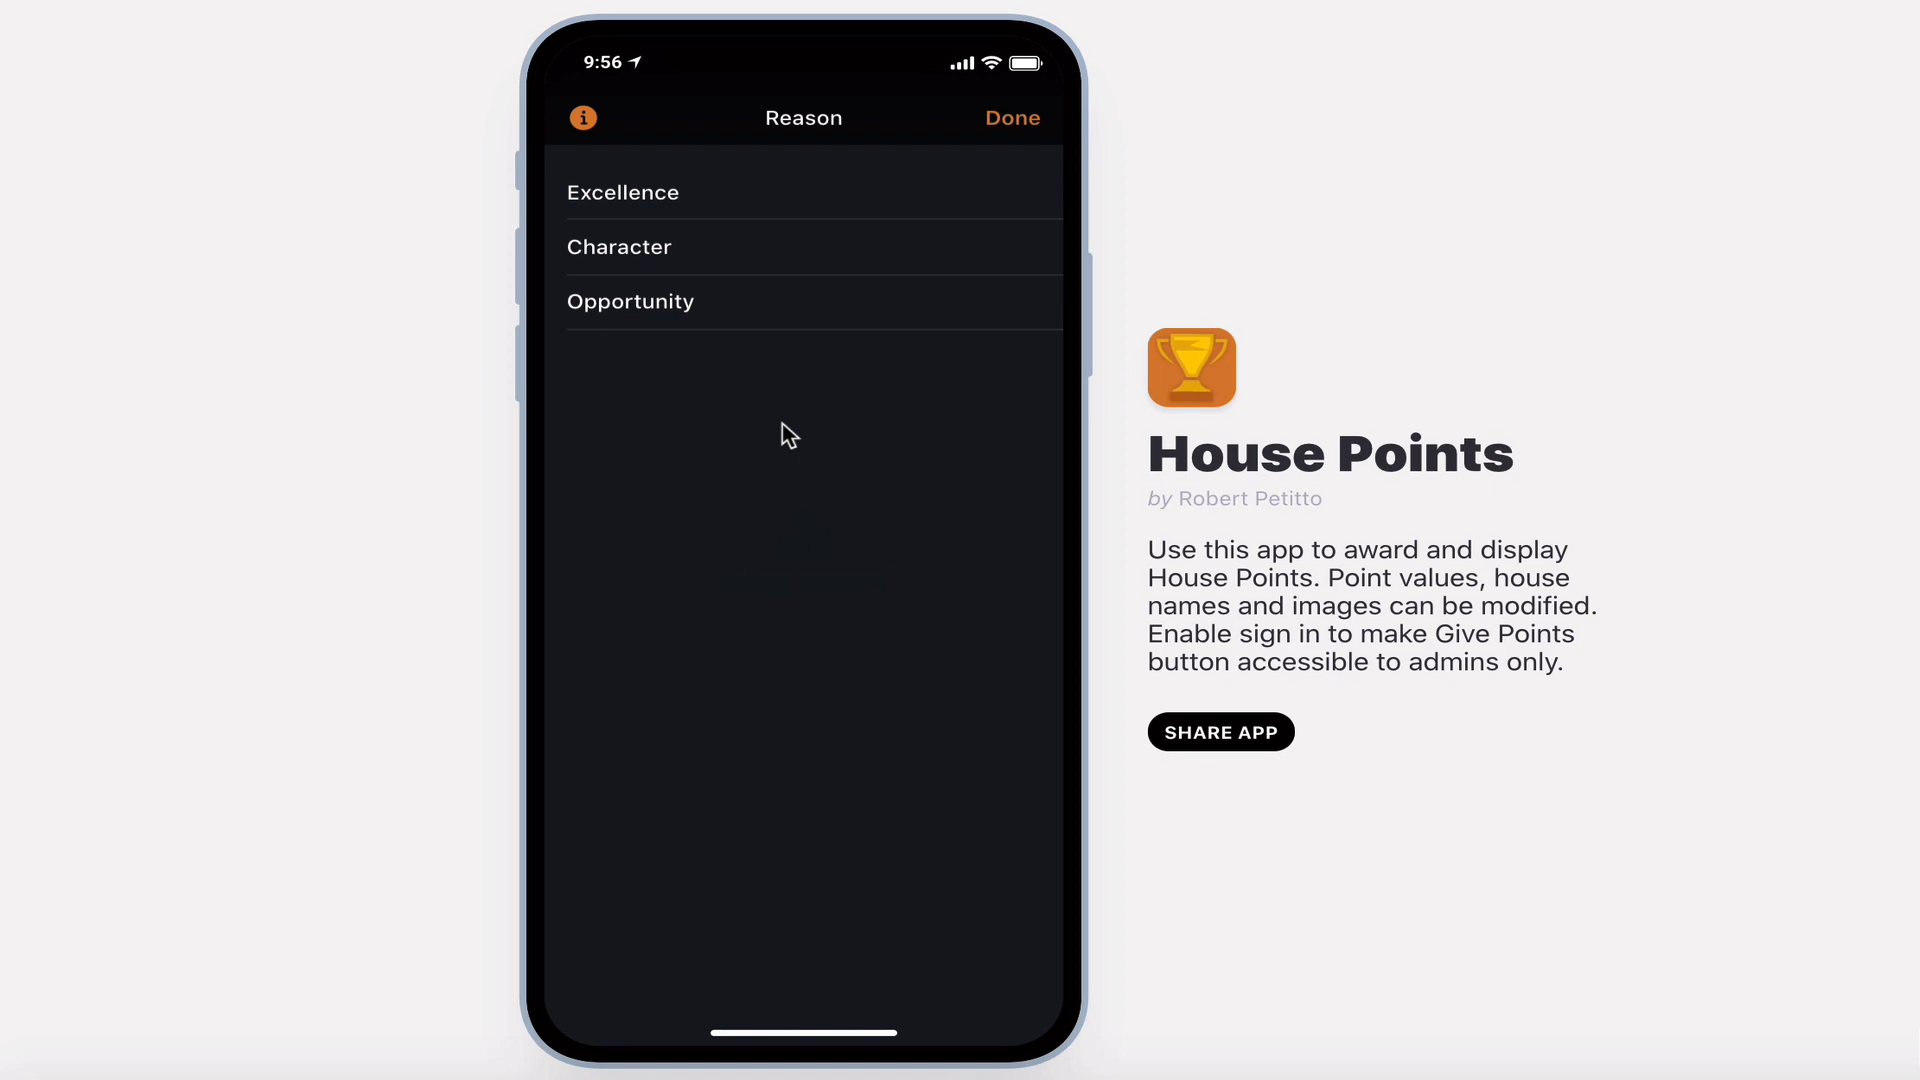 9:56
Reason
Done
Excellence
Character
Opportunity
House Points
by Robert Petitto
Use this app to award and display
House Points. Point values, house
names and images can be modified.
Enable sign in to make Give Points
button accessible to admins only.
SHARE APP